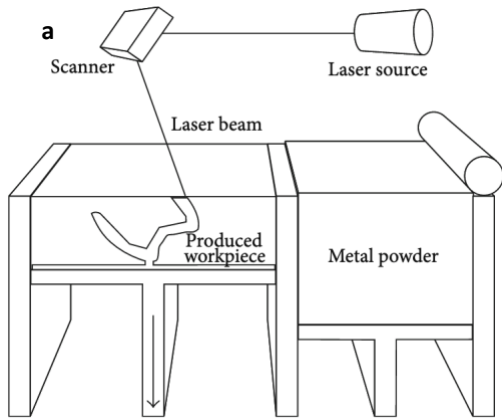 a
Scanner
Laser source
Laser beam
Produced
workpiece
Metal powder